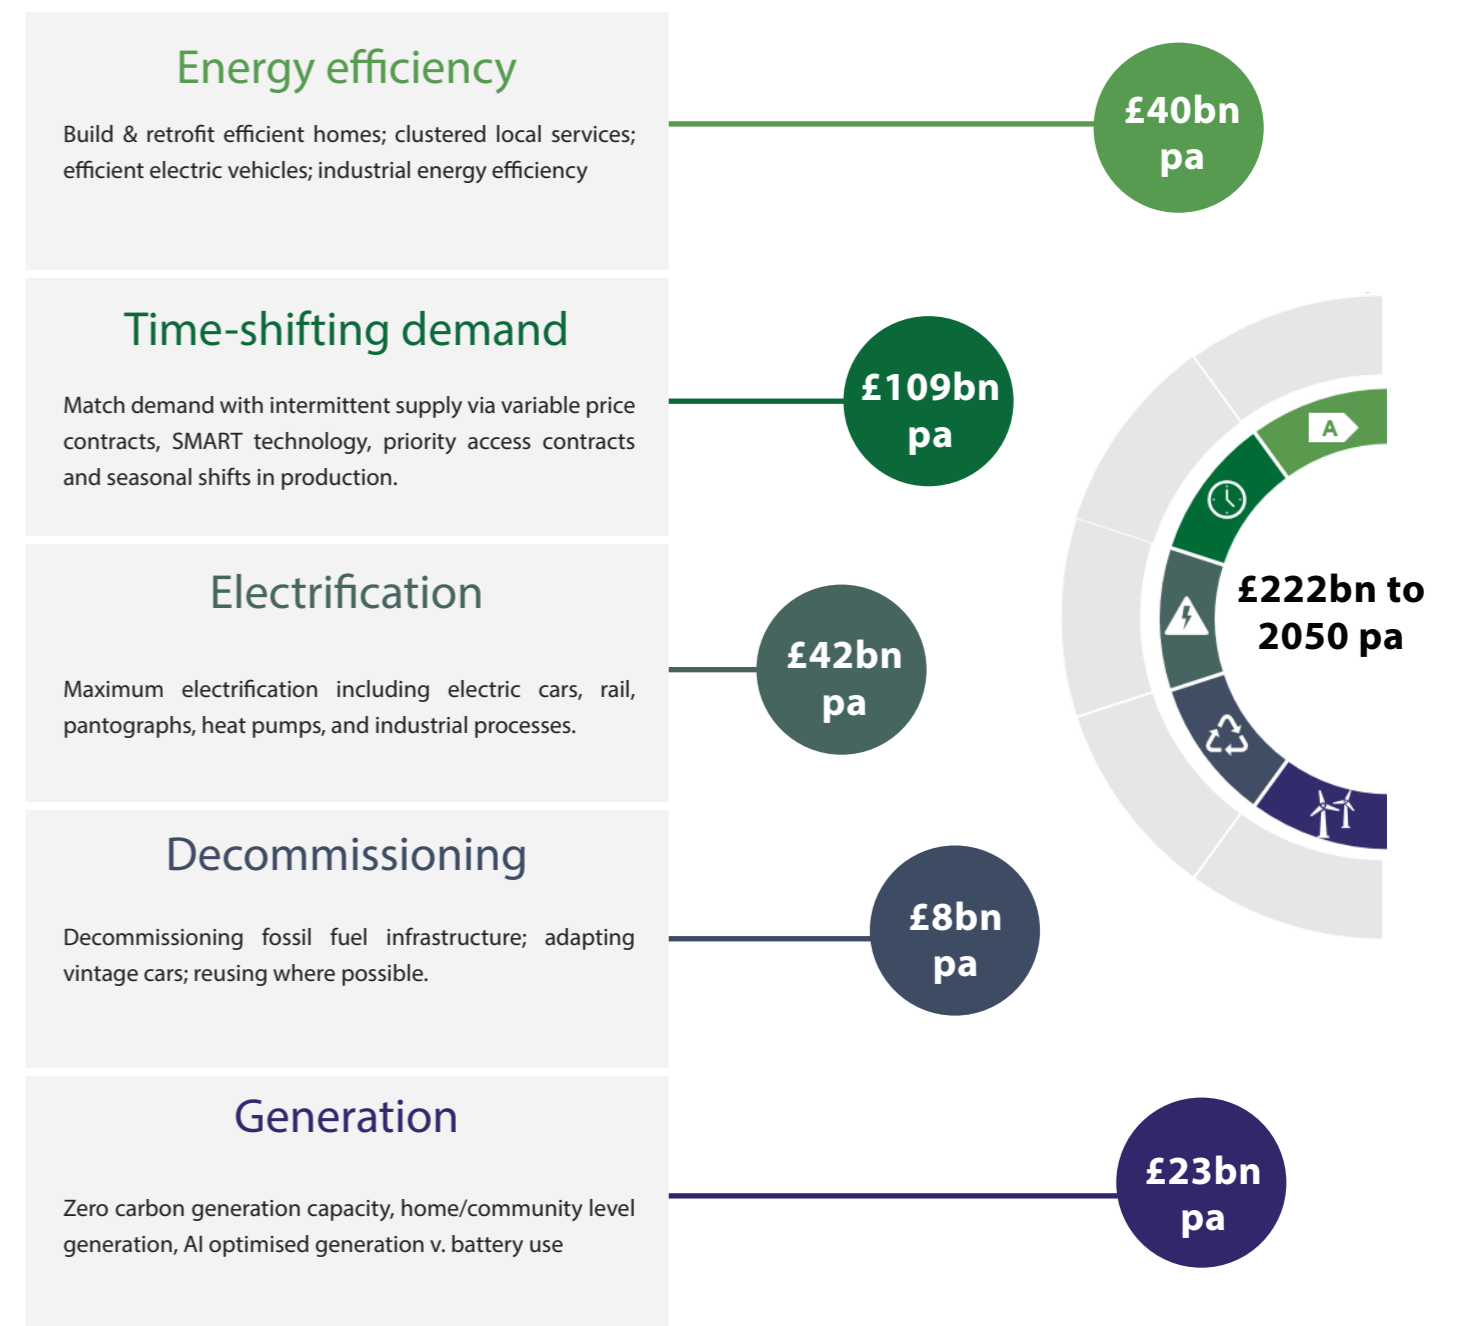 Energy efficiency
Build & retrofit efficient homes; clustered local services;
efficient electric vehicles; industrial energy efficiency
£40bn
pa
Time-shifting demand
Match demand with intermittent supply via variable price
contracts, SMART technology, priority access contracts
and seasonal shifts in production.
£109bn
pa
Electrification
Maximum electrification including electric cars, rail,
pantographs, heat pumps, and industrial processes.
£42bn
pa
Decommissioning
Decommissioning fossil fuel infrastructure; adapting
vintage cars; reusing where possible.
£8bn
pa
Generation
Zero carbon generation capacity, home/community level
generation, AI optimised generation v. battery use
£23bn
pa
A
£222bn to
2050 pa